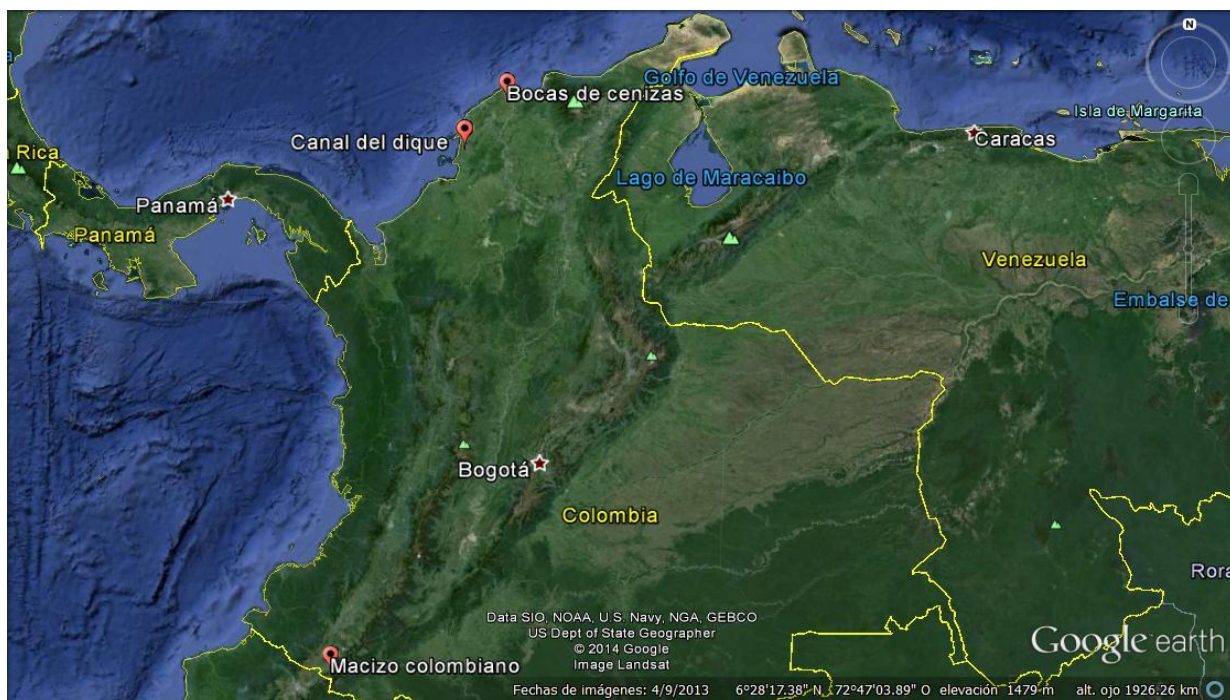 N
Golfo de Venezuela
Bocas de cenizas
Isla de Margarita
Canal del dique
Caracas
Rica
Lago de Maracaibo
Panamá
Panamá
Venezuela
Embalse de
Bogotá
Colombia
Data SIO, NOAA, U.S. Navy, NGA, GEBCO
US Dept of State Geographer
© 2014 Google
Image Landsat
Google earth
Macizo colombiano
Fechas de imágenes: 4/9/2013 6°28'17.38" N 72°47'03.89" O elevación 1479 m alt. ojo 1926.26 km